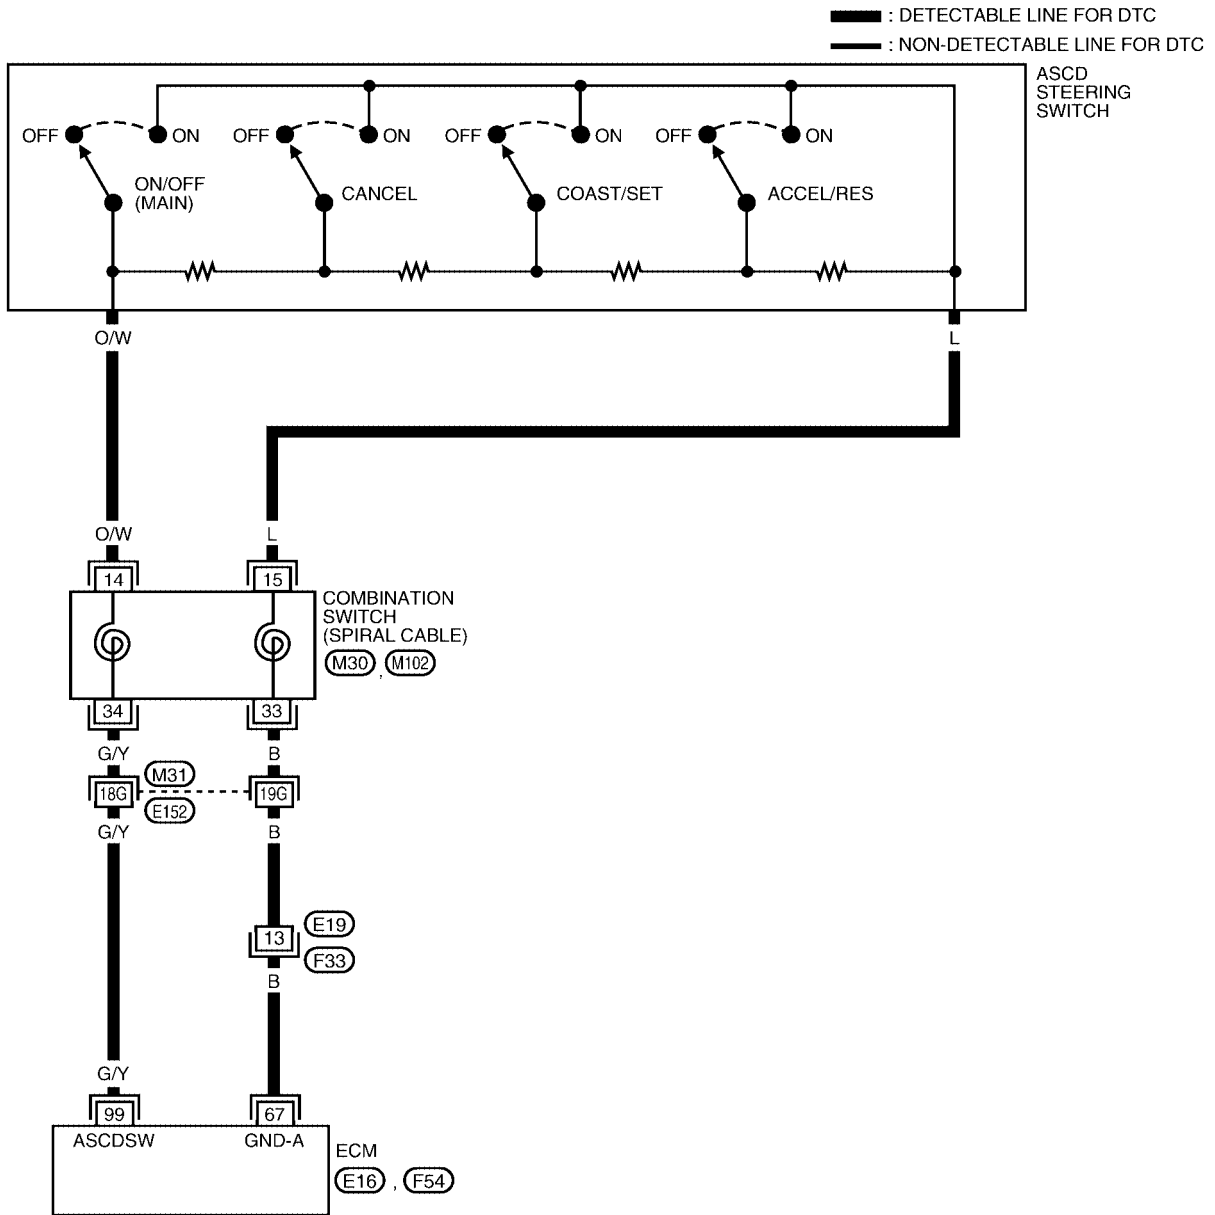 : DETECTABLE LINE FOR DTC
: NON-DETECTABLE LINE FOR DTC
ASCD
STEERING
SWITCH
OFF ON OFF ON OFF ON OFF ON
ON/OFF
(MAIN)
CANCEL
COAST/SET
ACCEL/RES
O/W L
O/W L
14 15
COMBINATION
SWITCH
(SPIRAL CABLE)
M30 , M102
34 33
G/Y B
M31
18G 19G
E152
G/Y B
E19
13
F33
B
G/Y
99 67
ASCDSW GND-A
ECM
E16 , F54